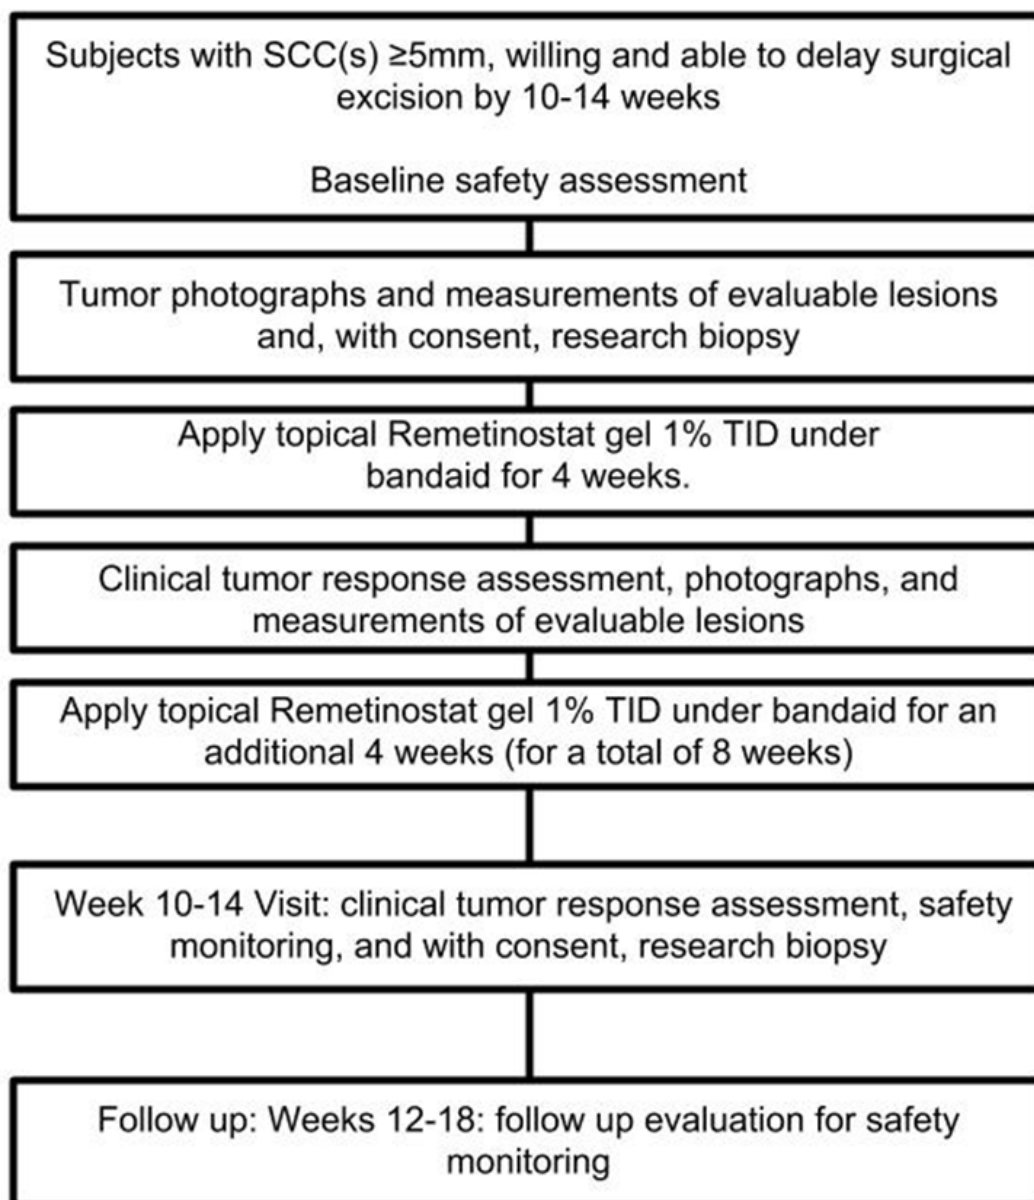 Subjects with SCC(s) ≥5mm, willing and able to delay surgical
excision by 10-14 weeks
Baseline safety assessment
Tumor photographs and measurements of evaluable lesions
and, with consent, research biopsy
Apply topical Remetinostat gel 1% TID under
bandaid for 4 weeks.
Clinical tumor response assessment, photographs, and
measurements of evaluable lesions
Apply topical Remetinostat gel 1% TID under bandaid for an
additional 4 weeks (for a total of 8 weeks)
Week 10-14 Visit: clinical tumor response assessment, safety
monitoring, and with consent, research biopsy
Follow up: Weeks 12-18: follow up evaluation for safety
monitoring